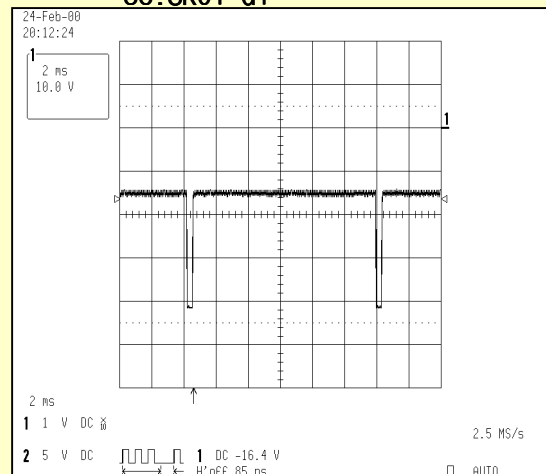 24-Feb-00
20:12:24
1
2 ms
10.0 V
1
2 ms
1 1 V DC X10
2 5 V DC
1 DC -16.4 V
H'off 85 ns
2.5 MS/s
AUTO